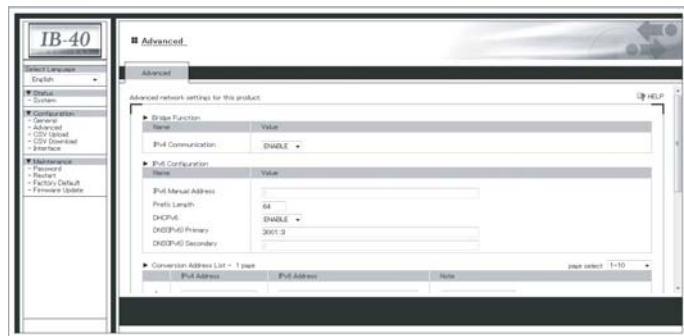 IB-40
Select Language
English
▼ Status
- System
▼ Configuration
- General
- Advanced
- CSV Upload
- CSV Download
- Interface
▼ Maintenance
- Password
- Restart
- Factory Default
- Firmware Update
Advanced
Advanced
Advanced network settings for this product.
HELP
► Bridge Function
Name Value
IPv4 Communication ENABLE
► IPv6 Configuration
Name Value
IPv6 Manual Address
Prefix Length 64
DHCPv6 ENABLE
DNS(IPv6) Primary 3001:3
DNS(IPv6) Secondary
► Conversion Address List - 1 page page select 1-10
IPv4 Address IPv6 Address Note